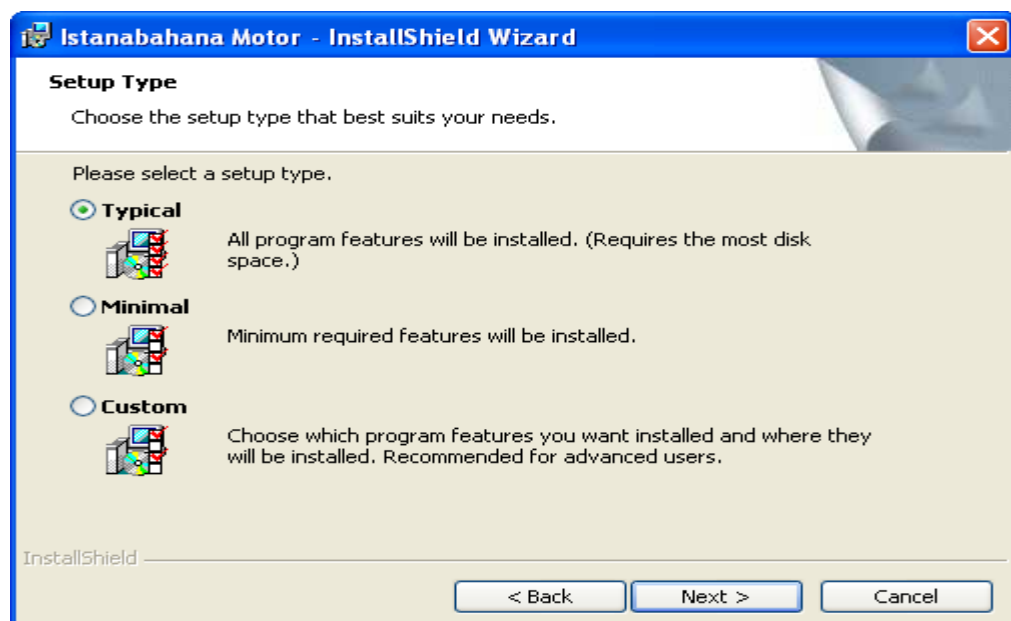 Istanabahana Motor - InstallShield Wizard
Setup Type
Choose the setup type that best suits your needs.
Please select a setup type.
Typical
All program features will be installed. (Requires the most disk
space.)
Minimal
Minimum required features will be installed.
Custom
Choose which program features you want installed and where they
will be installed. Recommended for advanced users.
InstallShield
< Back
Next >
Cancel